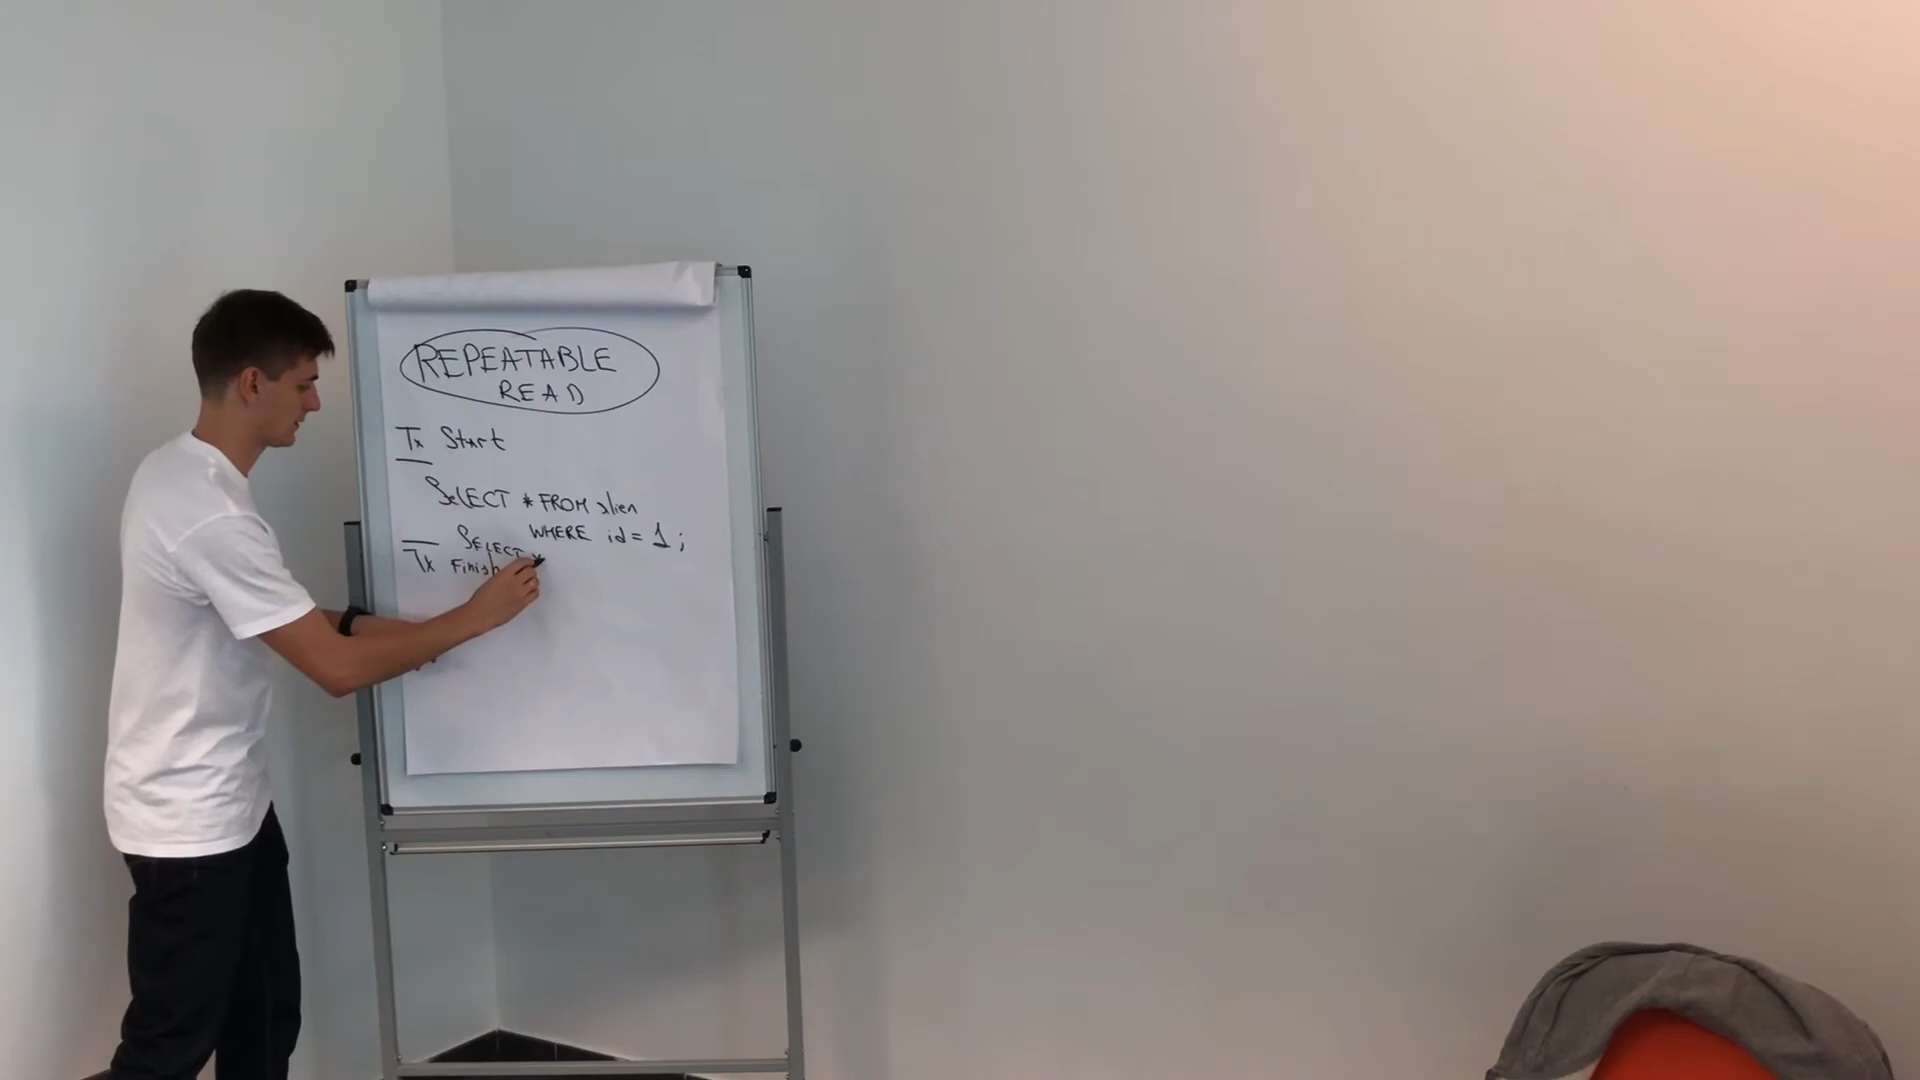 REPEATABLE
READ
Tx Start
SELECT * FROM alien
WHERE id = 1;
SELECT *
Tx Finish